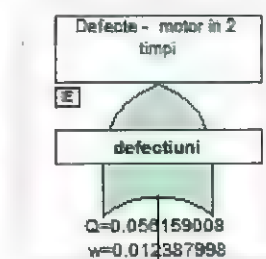 Defecte - motor in 2
timpi
E
defectiuni
Q=0.056159008
w=0.012387998